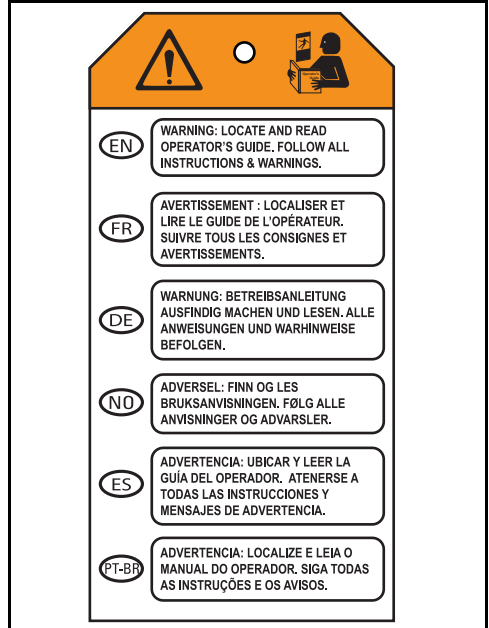 Operator's
Guide
EN
WARNING: LOCATE AND READ
OPERATOR'S GUIDE. FOLLOW ALL
INSTRUCTIONS & WARNINGS.
FR
AVERTISSEMENT : LOCALISER ET
LIRE LE GUIDE DE L'OPÉRATEUR.
SUIVRE TOUS LES CONSIGNES ET
AVERTISSEMENTS.
DE
WARNUNG: BETREIBSANLEITUNG
AUSFINDIG MACHEN UND LESEN. ALLE
ANWEISUNGEN UND WARHINWEISE
BEFOLGEN.
NO
ADVERSEL: FINN OG LES
BRUKSANVISNINGEN. FØLG ALLE
ANVISNINGER OG ADVARSLER.
ES
ADVERTENCIA: UBICAR Y LEER LA
GUÍA DEL OPERADOR. ATENERSE A
TODAS LAS INSTRUCCIONES Y
MENSAJES DE ADVERTENCIA.
PT-BR
ADVERTENCIA: LOCALIZE E LEIA O
MANUAL DO OPERADOR. SIGA TODAS
AS INSTRUÇÕES E OS AVISOS.